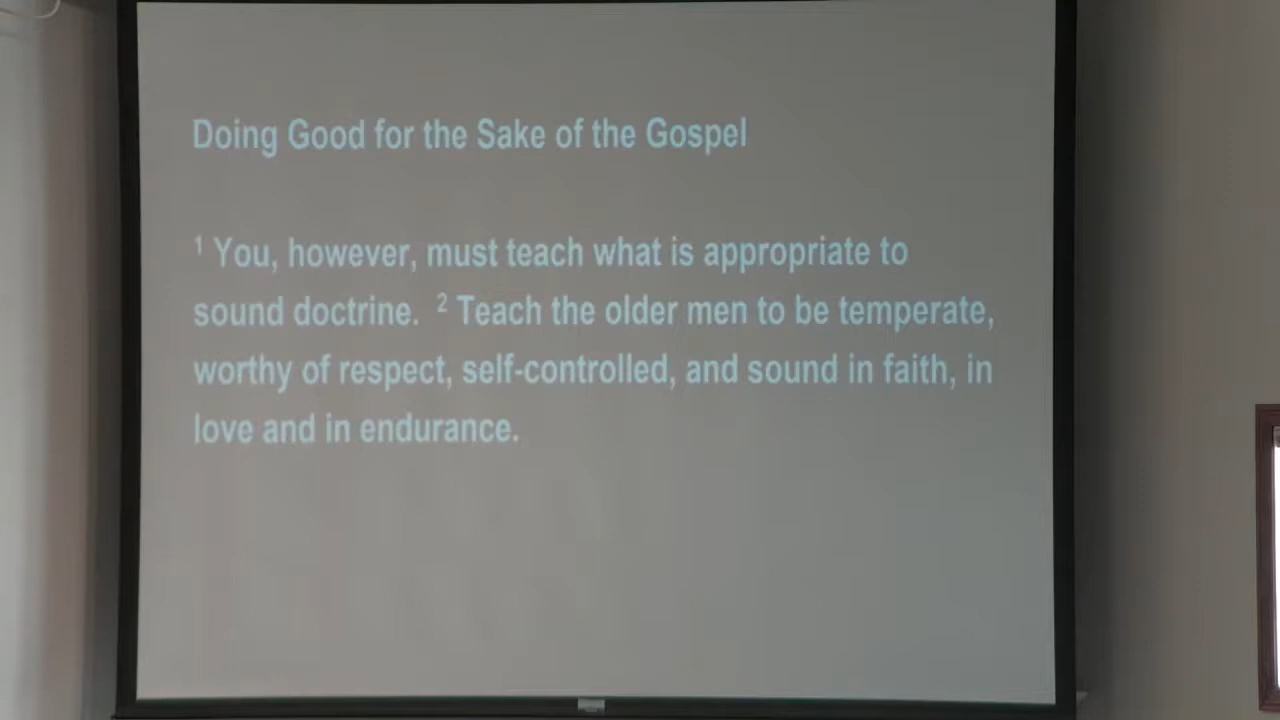 Doing Good for the Sake of the Gospel
¹ You, however, must teach what is appropriate to
sound doctrine. ² Teach the older men to be temperate,
worthy of respect, self-controlled, and sound in faith, in
love and in endurance.